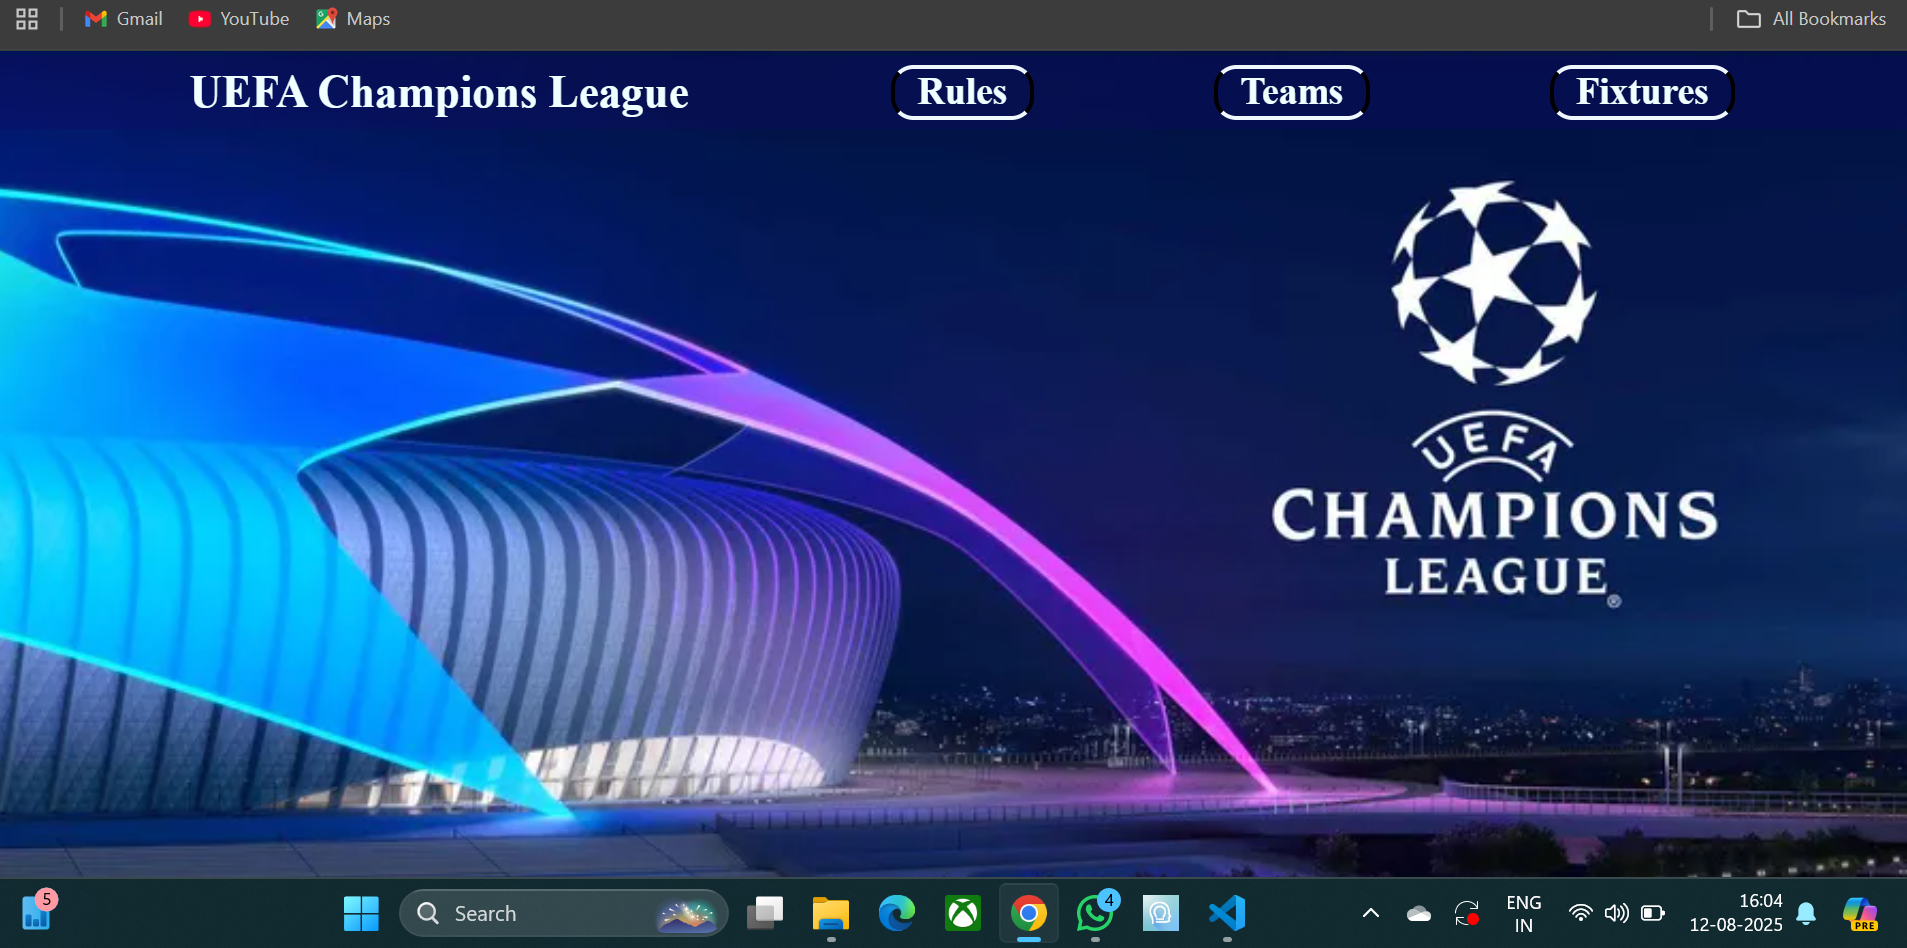 Gmail YouTube Maps All Bookmarks
UEFA Champions League Rules Teams Fixtures
UEFA
CHAMPIONS
LEAGUE
®
5 Search 4 ENG 16:04
IN 12-08-2025 PRE